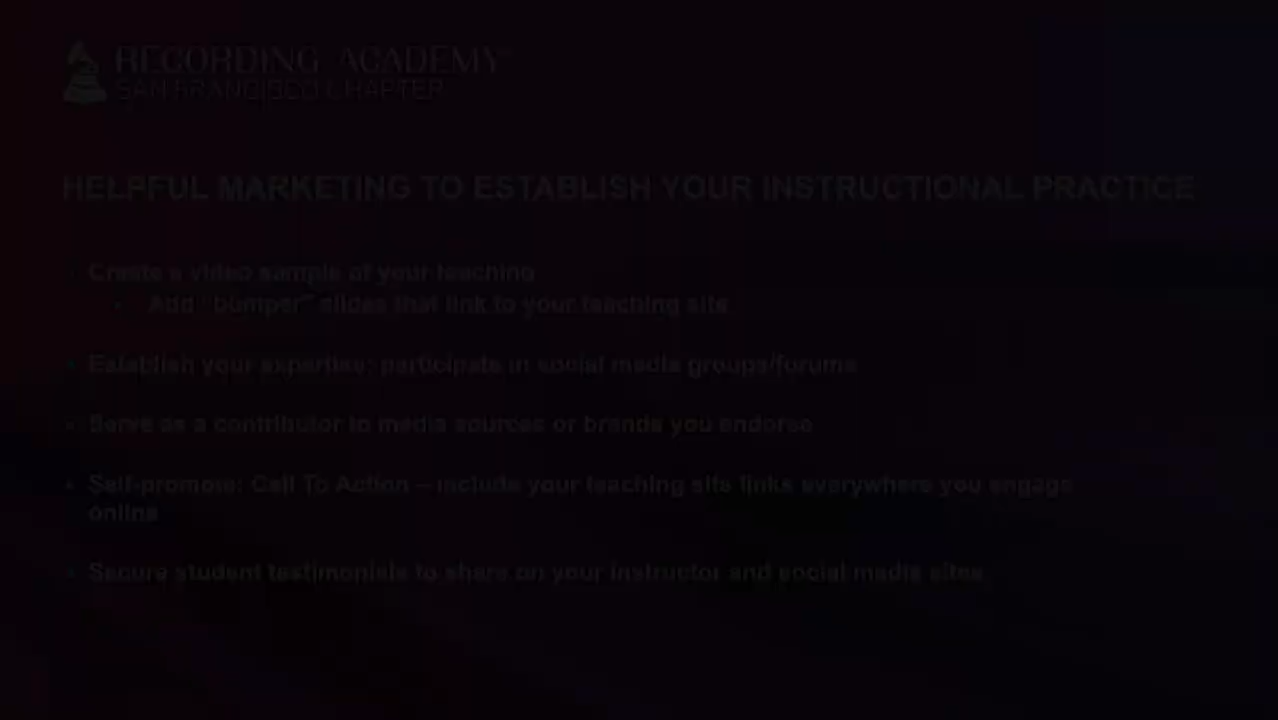 RECORDING ACADEMY
SAN FRANCISCO CHAPTER
HELPFUL MARKETING TO ESTABLISH YOUR INSTRUCTIONAL PRACTICE
• Create a video sample of your teaching
• Add "bumper" slides that link to your teaching site
• Establish your expertise: participate in social media groups/forums
• Serve as a contributor to media sources or brands you endorse
• Self-promote: Call To Action – include your teaching site links everywhere you engage
online
• Secure student testimonials to share on your instructor and social media sites